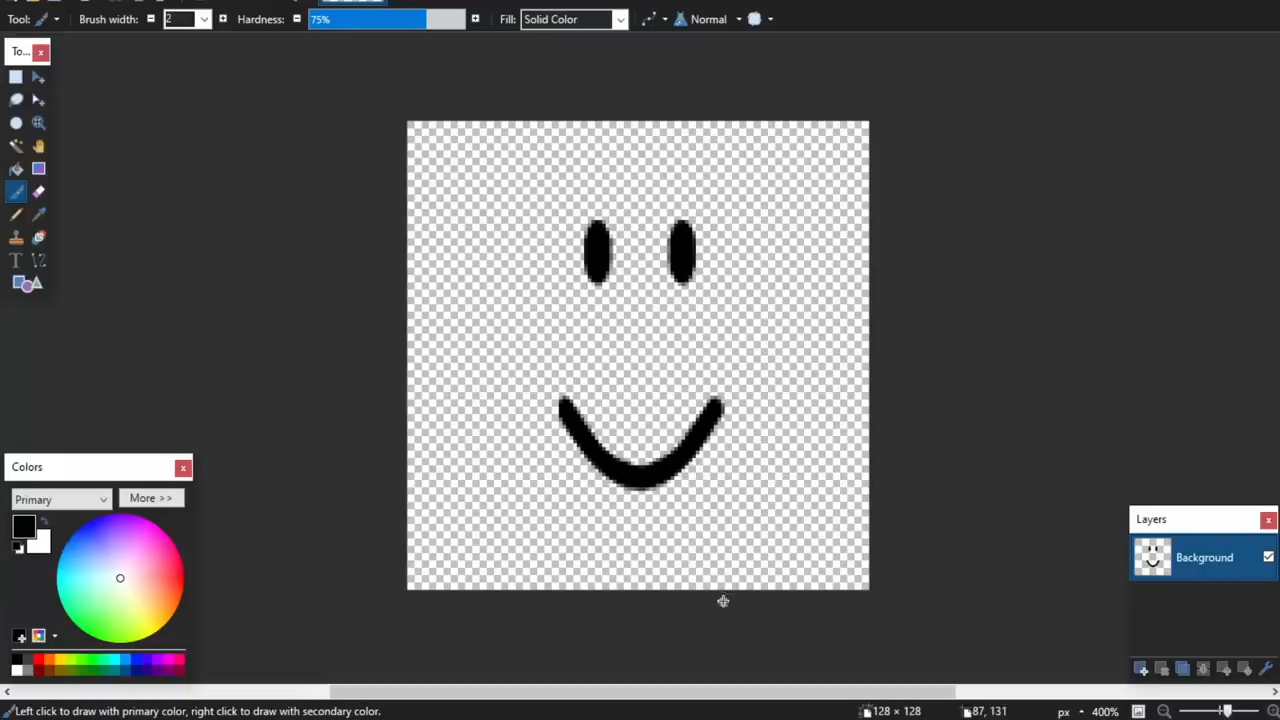 Tool:
Brush width:
2
Hardness:
75%
Fill:
Solid Color
Normal
To...
T
Colors
Primary
More >>
Layers
Background
Left click to draw with primary color, right click to draw with secondary color.
128 × 128
87, 131
px
400%